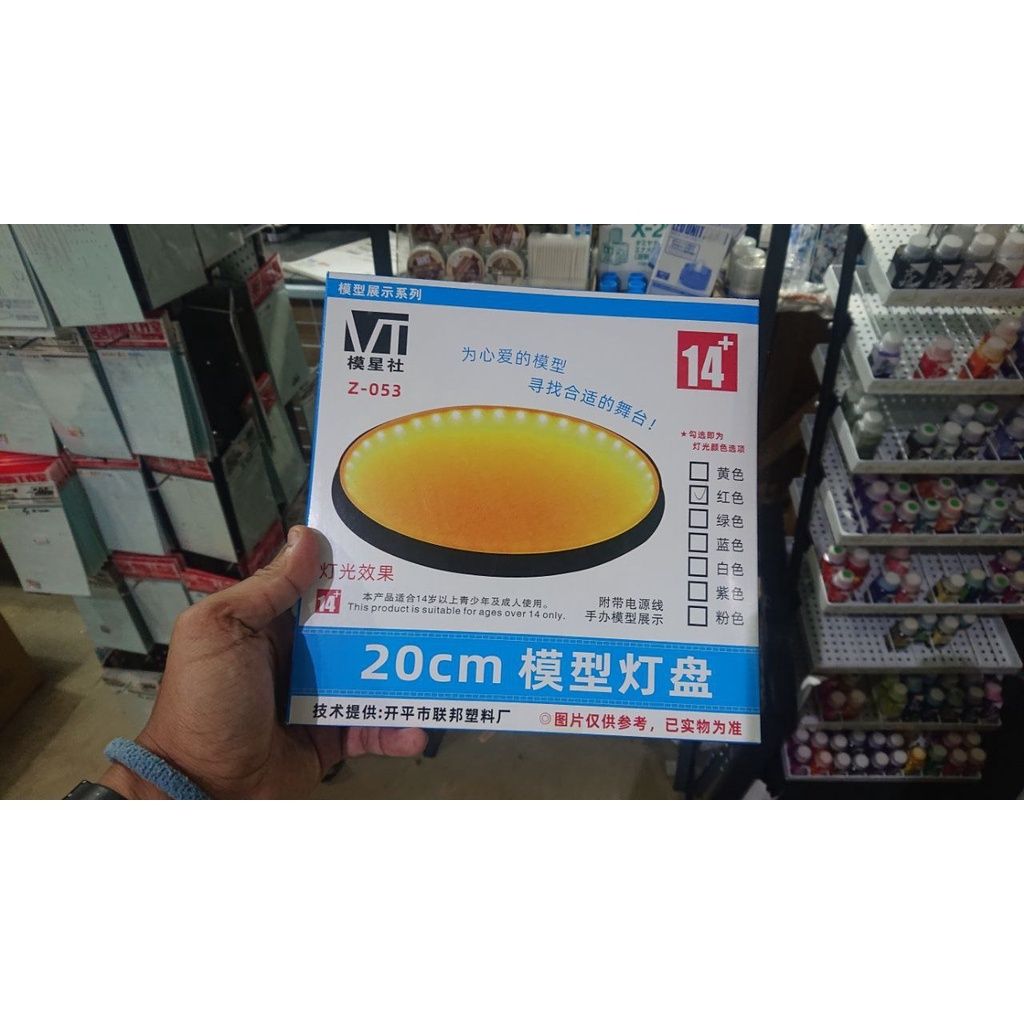 模型展示系列
MT
模星社
Z-053
为心爱的模型
寻找合适的舞台!
14+
★勾选即为
灯光颜色选项
黄色
红色
绿色
蓝色
白色
紫色
粉色
灯光效果
14+
本产品适合14岁以上青少年及成人使用。
This product is suitable for ages over 14 only.
附带电源线
手办模型展示
20cm 模型灯盘
技术提供:开平市联邦塑料厂
◎图片仅供参考，已实物为准
X-2
LED UNIT